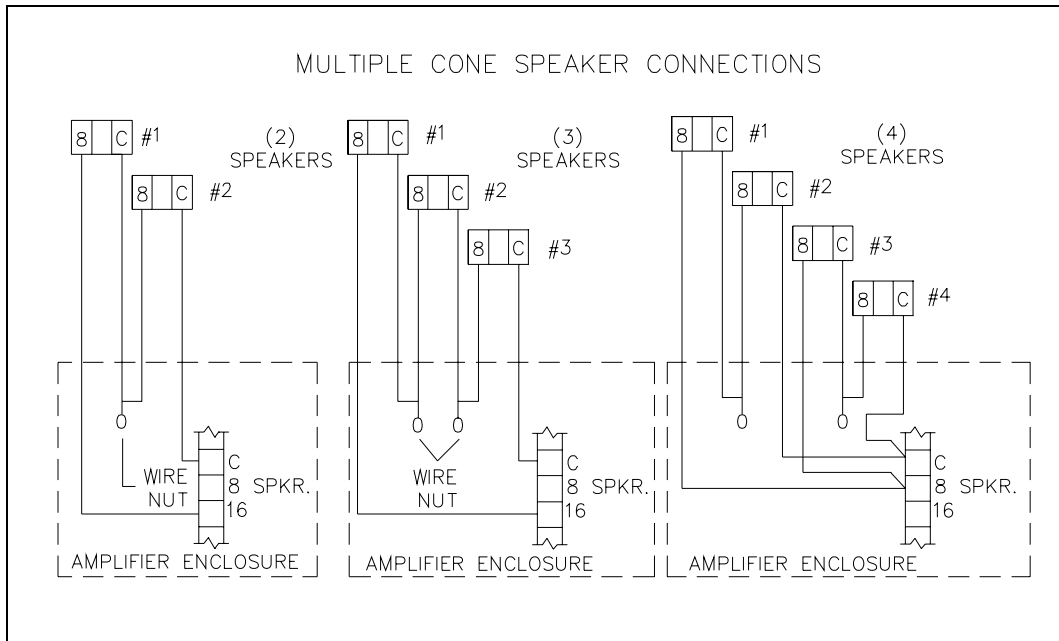 MULTIPLE CONE SPEAKER CONNECTIONS
8 C #1
(2)
SPEAKERS
8 C #2
WIRE
NUT
C
8 SPKR.
16
AMPLIFIER ENCLOSURE
8 C #1
(3)
SPEAKERS
8 C #2
8 C #3
WIRE
NUT
C
8 SPKR.
16
AMPLIFIER ENCLOSURE
8 C #1
(4)
SPEAKERS
8 C #2
8 C #3
8 C #4
C
8 SPKR.
16
AMPLIFIER ENCLOSURE